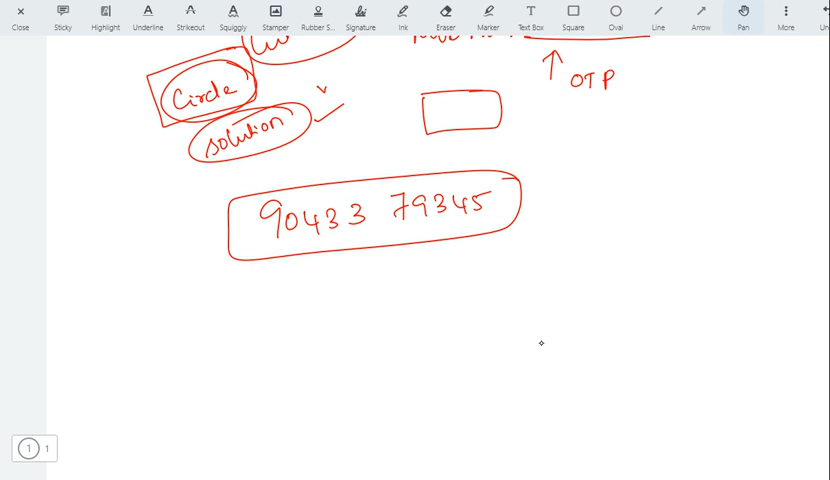 Close Sticky Highlight Underline Strikeout Squiggly Stamper Rubber S... Signature Ink Eraser Marker Text Box Square Oval Line Arrow Pan More
OTP
Circle
solution
90433 79345
1 1